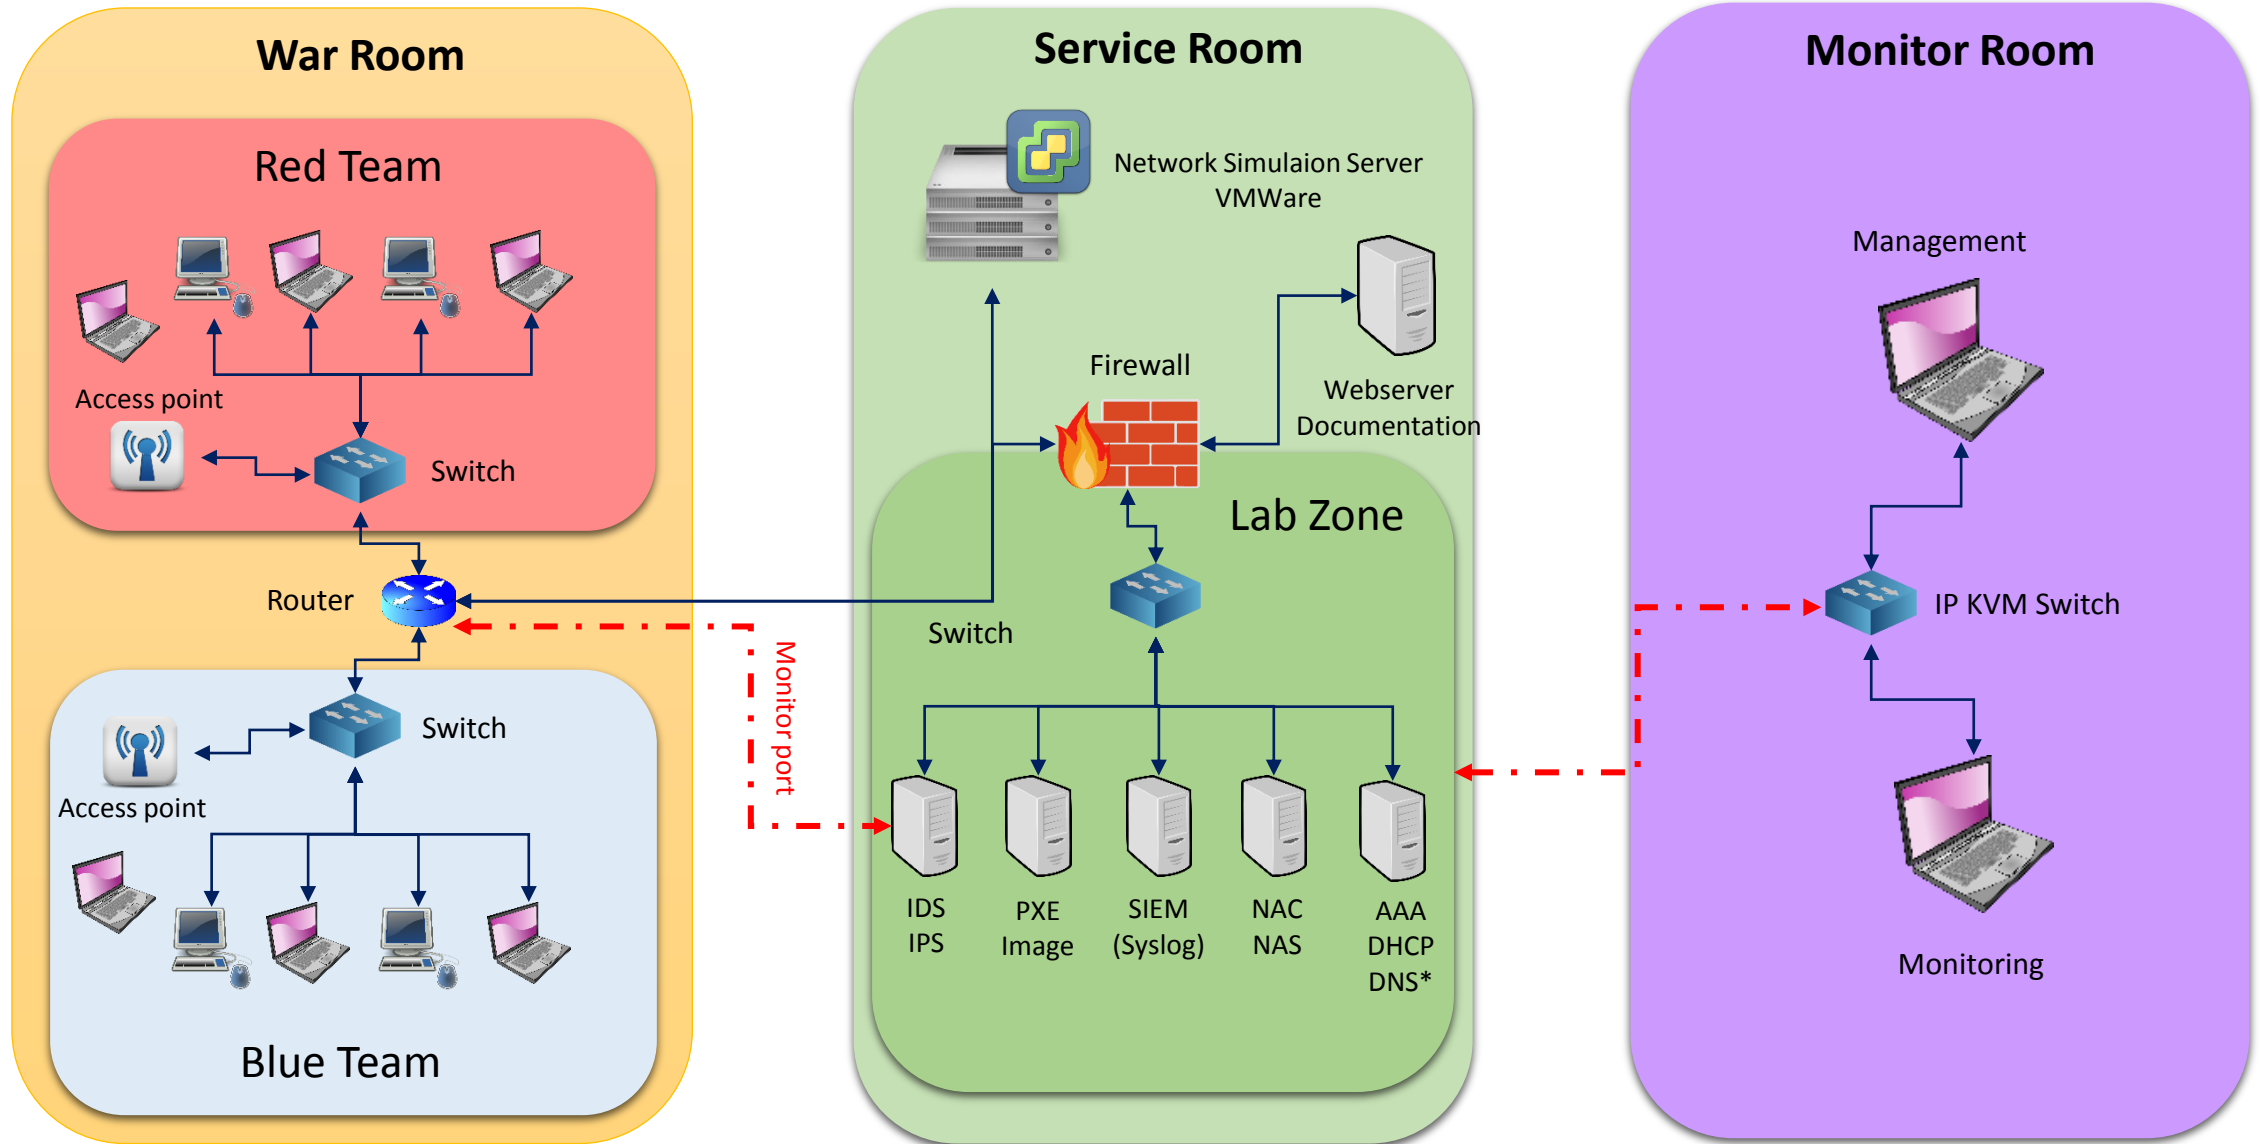 War Room
Red Team
Access point
Switch
Router
Switch
Access point
Blue Team
Monitor port
Service Room
Network Simulaion Server
VMWare
Firewall
Webserver
Documentation
Lab Zone
Switch
IDS
IPS
PXE
Image
SIEM
(Syslog)
NAC
NAS
AAA
DHCP
DNS*
Monitor Room
Management
IP KVM Switch
Monitoring